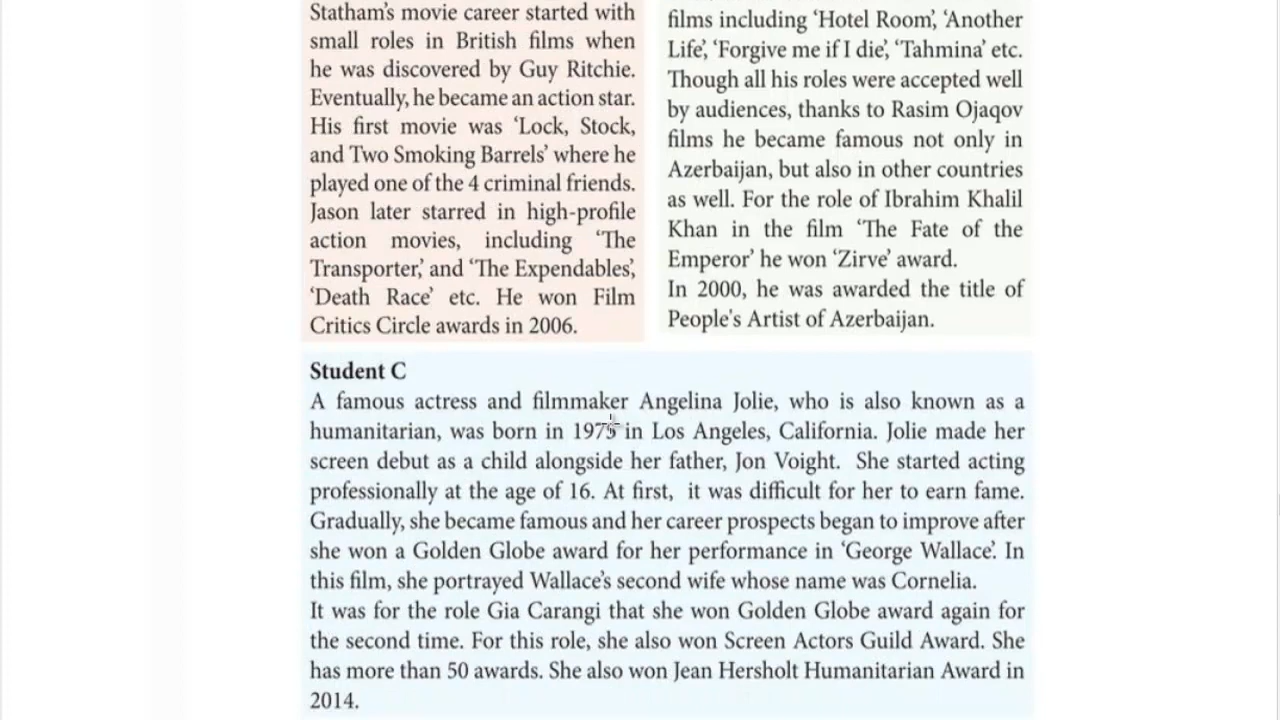 Statham's movie career started with
small roles in British films when
he was discovered by Guy Ritchie.
Eventually, he became an action star.
His first movie was ‘Lock, Stock,
and Two Smoking Barrels’ where he
played one of the 4 criminal friends.
Jason later starred in high-profile
action movies, including ‘The
Transporter,’ and ‘The Expendables’,
‘Death Race’ etc. He won Film
Critics Circle awards in 2006.
films including ‘Hotel Room’, ‘Another
Life’, ‘Forgive me if I die’, ‘Tahmina’ etc.
Though all his roles were accepted well
by audiences, thanks to Rasim Ojaqov
films he became famous not only in
Azerbaijan, but also in other countries
as well. For the role of Ibrahim Khalil
Khan in the film ‘The Fate of the
Emperor’ he won ‘Zirve’ award.
In 2000, he was awarded the title of
People's Artist of Azerbaijan.
Student C
A famous actress and filmmaker Angelina Jolie, who is also known as a
humanitarian, was born in 1975 in Los Angeles, California. Jolie made her
screen debut as a child alongside her father, Jon Voight. She started acting
professionally at the age of 16. At first, it was difficult for her to earn fame.
Gradually, she became famous and her career prospects began to improve after
she won a Golden Globe award for her performance in ‘George Wallace’. In
this film, she portrayed Wallace's second wife whose name was Cornelia.
It was for the role Gia Carangi that she won Golden Globe award again for
the second time. For this role, she also won Screen Actors Guild Award. She
has more than 50 awards. She also won Jean Hersholt Humanitarian Award in
2014.